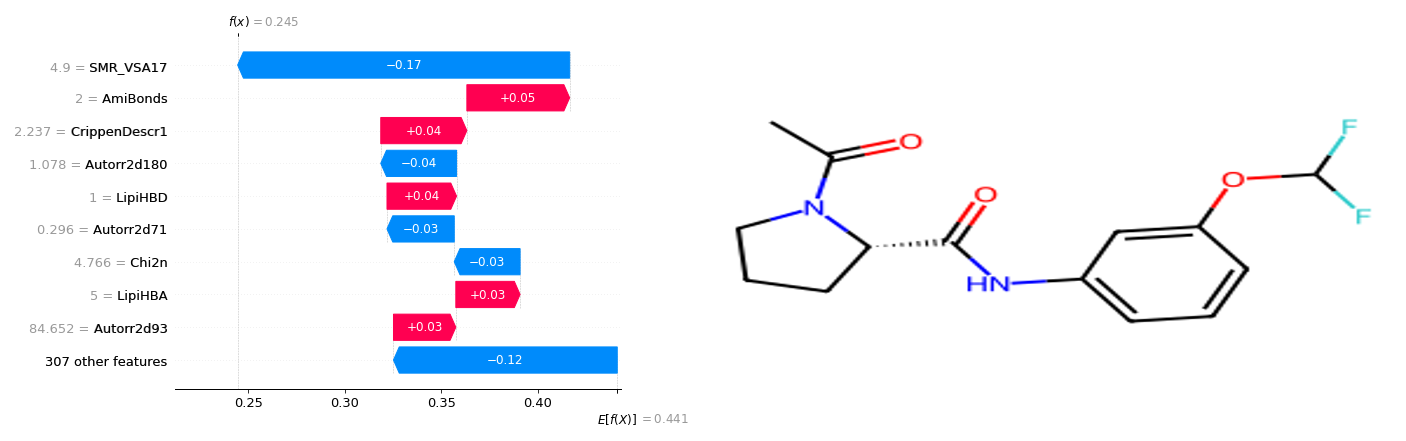 f(x) = 0.245
4.9 = SMR_VSA17
−0.17
2 = AmiBonds
+0.05
2.237 = CrippenDescr1
+0.04
1.078 = Autorr2d180
−0.04
1 = LipiHBD
+0.04
0.296 = Autorr2d71
−0.03
4.766 = Chi2n
−0.03
5 = LipiHBA
+0.03
84.652 = Autorr2d93
+0.03
307 other features
−0.12
0.25 0.30 0.35 0.40
E[f(X)] = 0.441
F
O
O
O
N
F
HN